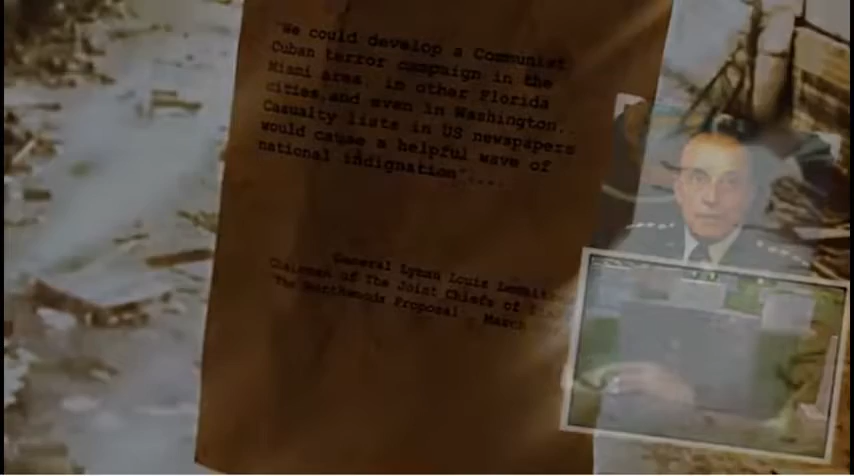 "We could develop a Communist
Cuban terror campaign in the
Miami area, in other Florida
cities,and even in Washington..
Casualty lists in US newspapers
would cause a helpful wave of
national indignation"....
General Lyman Louis
Chairman of The Joint Chiefs of
The Northwoods Proposal - March